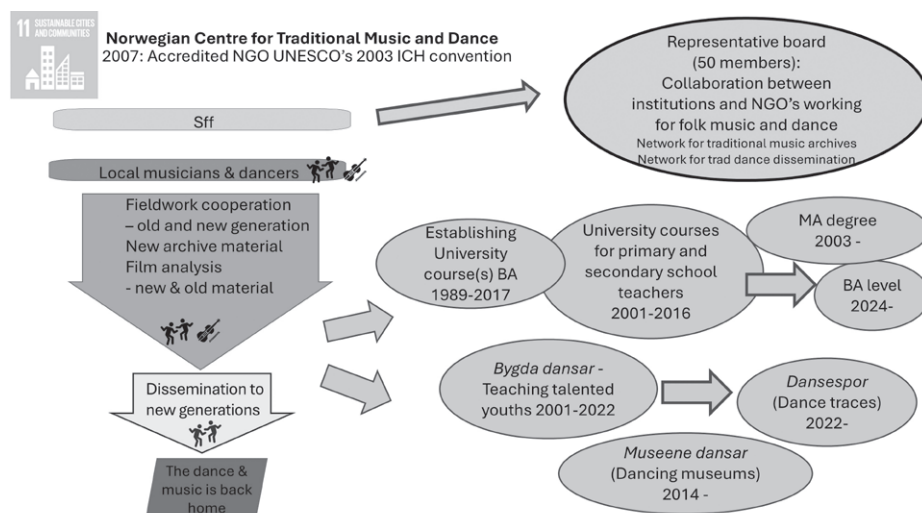 11 SUSTAINABLE CITIES
AND COMMUNITIES
Norwegian Centre for Traditional Music and Dance
2007: Accredited NGO UNESCO's 2003 ICH convention
Sff
Representative board
(50 members):
Collaboration between
institutions and NGO's working
for folk music and dance
Network for traditional music archives
Network for trad dance dissemination
Local musicians & dancers
Fieldwork cooperation
– old and new generation
New archive material
Film analysis
- new & old material
Establishing
University
course(s) BA
1989-2017
University courses
for primary and
secondary school
teachers
2001-2016
MA degree
2003 -
BA level
2024-
Dissemination to
new generations
Bygda dansar -
Teaching talented
youths 2001-2022
Dansespor
(Dance traces)
2022-
Museene dansar
(Dancing museums)
2014 -
The dance &
music is back
home